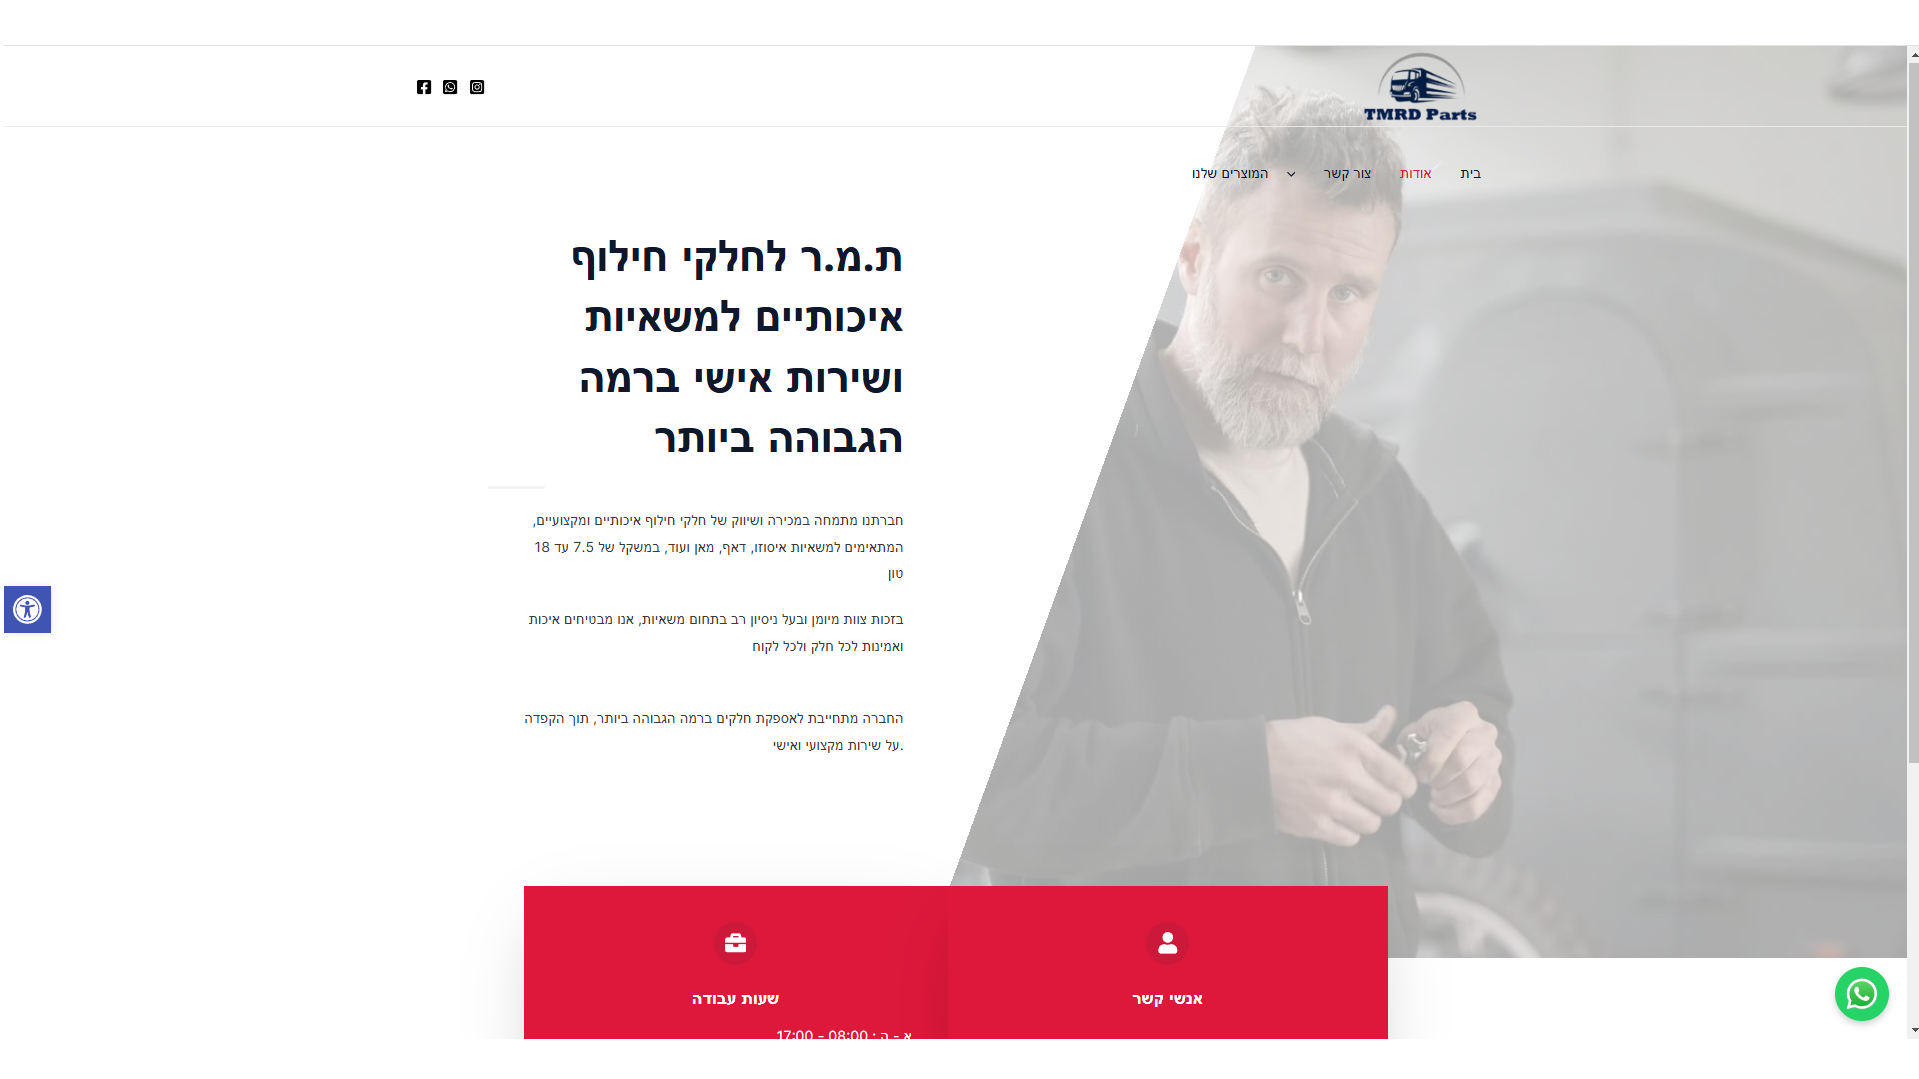 TMRD Parts
בית
אודות
צור קשר
המוצרים שלנו
ת.מ.ר לחלקי חילוף
איכותיים למשאיות
ושירות אישי ברמה
הגבוהה ביותר
חברתנו מתמחה במכירה ושיווק של חלקי חילוף איכותיים ומקצועיים,
המתאימים למשאיות איסוזו, דאף, מאן ועוד, במשקל של 7.5 עד 18
טון
בזכות צוות מיומן ובעל ניסיון רב בתחום משאיות, אנו מבטיחים איכות
ואמינות לכל חלק ולכל לקוח
החברה מתחייבת לאספקת חלקים ברמה הגבוהה ביותר, תוך הקפדה
.על שירות מקצועי ואישי
אנשי קשר
שעות עבודה
א - ה : 08:00 - 17:00